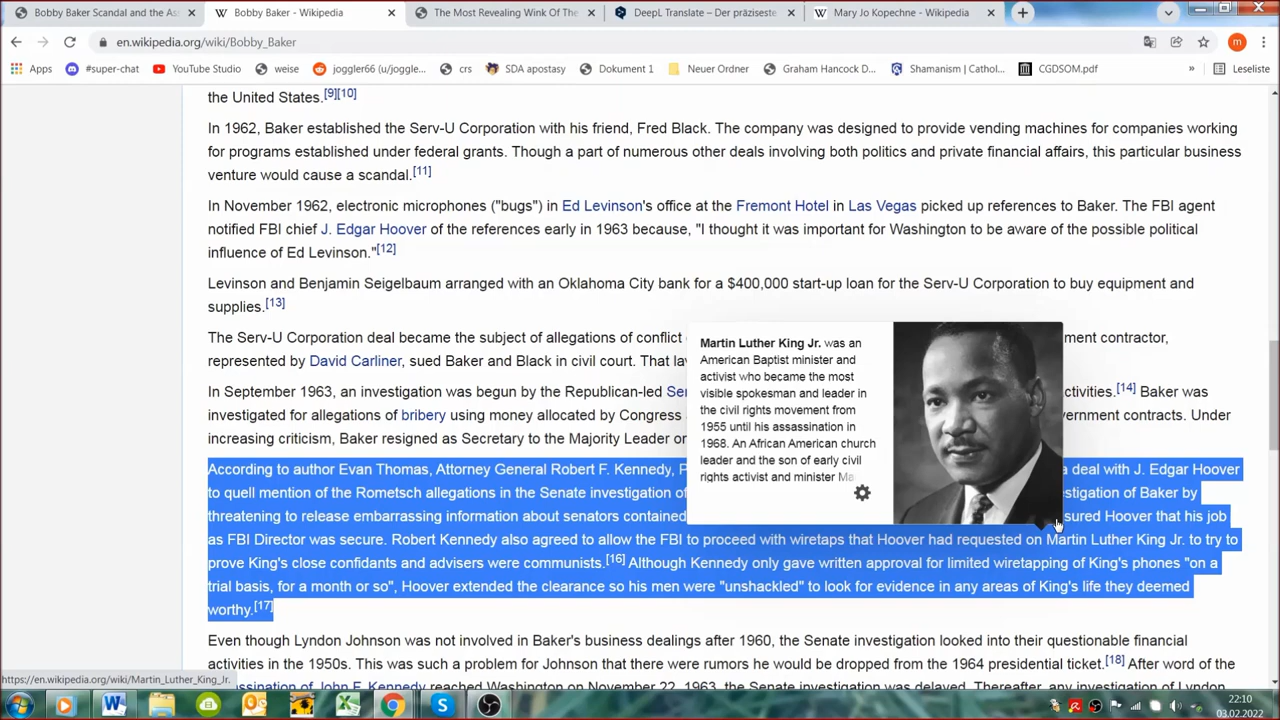 Bobby Baker Scandal and the As
Bobby Baker - Wikipedia
The Most Revealing Wink Of The
DeepL Translate – Der präziseste
Mary Jo Kopechne - Wikipedia
en.wikipedia.org/wiki/Bobby_Baker
m
Apps
#super-chat
YouTube Studio
weise
joggler66 (u/joggle...
crs
SDA apostasy
Dokument 1
Neuer Ordner
Graham Hancock D...
Shamanism | Cathol...
CGDSOM.pdf
»
Leseliste
the United States.[9][10]
In 1962, Baker established the Serv-U Corporation with his friend, Fred Black. The company was designed to provide vending machines for companies working
for programs established under federal grants. Though a part of numerous other deals involving both politics and private financial affairs, this particular business
venture would cause a scandal.[11]
In November 1962, electronic microphones ("bugs") in Ed Levinson's office at the Fremont Hotel in Las Vegas picked up references to Baker. The FBI agent
notified FBI chief J. Edgar Hoover of the references early in 1963 because, "I thought it was important for Washington to be aware of the possible political
influence of Ed Levinson."[12]
Levinson and Benjamin Seigelbaum arranged with an Oklahoma City bank for a $400,000 start-up loan for the Serv-U Corporation to buy equipment and
supplies.[13]
The Serv-U Corporation deal became the subject of allegations of conflict
ment contractor,
represented by David Carliner, sued Baker and Black in civil court. That la
In September 1963, an investigation was begun by the Republican-led Se
activities.[14] Baker was
investigated for allegations of bribery using money allocated by Congress
vernment contracts. Under
increasing criticism, Baker resigned as Secretary to the Majority Leader o
Martin Luther King Jr. was an
American Baptist minister and
activist who became the most
visible spokesman and leader in
the civil rights movement from
1955 until his assassination in
1968. An African American church
leader and the son of early civil
rights activist and minister Ma
According to author Evan Thomas, Attorney General Robert F. Kennedy, P
a deal with J. Edgar Hoover
to quell mention of the Rometsch allegations in the Senate investigation of
estigation of Baker by
threatening to release embarrassing information about senators contained
sured Hoover that his job
as FBI Director was secure. Robert Kennedy also agreed to allow the FBI to proceed with wiretaps that Hoover had requested on Martin Luther King Jr. to try to
prove King's close confidants and advisers were communists.[16] Although Kennedy only gave written approval for limited wiretapping of King's phones "on a
trial basis, for a month or so", Hoover extended the clearance so his men were "unshackled" to look for evidence in any areas of King's life they deemed
worthy.[17]
Even though Lyndon Johnson was not involved in Baker's business dealings after 1960, the Senate investigation looked into their questionable financial
activities in the 1950s. This was such a problem for Johnson that there were rumors he would be dropped from the 1964 presidential ticket.[18] After word of the
assassination of John F. Kennedy reached Washington on November 22, 1963, the Senate investigation was delayed. Thereafter, any investigation of Lyndon
https://en.wikipedia.org/wiki/Martin_Luther_King_Jr.
22:10
03.02.2022